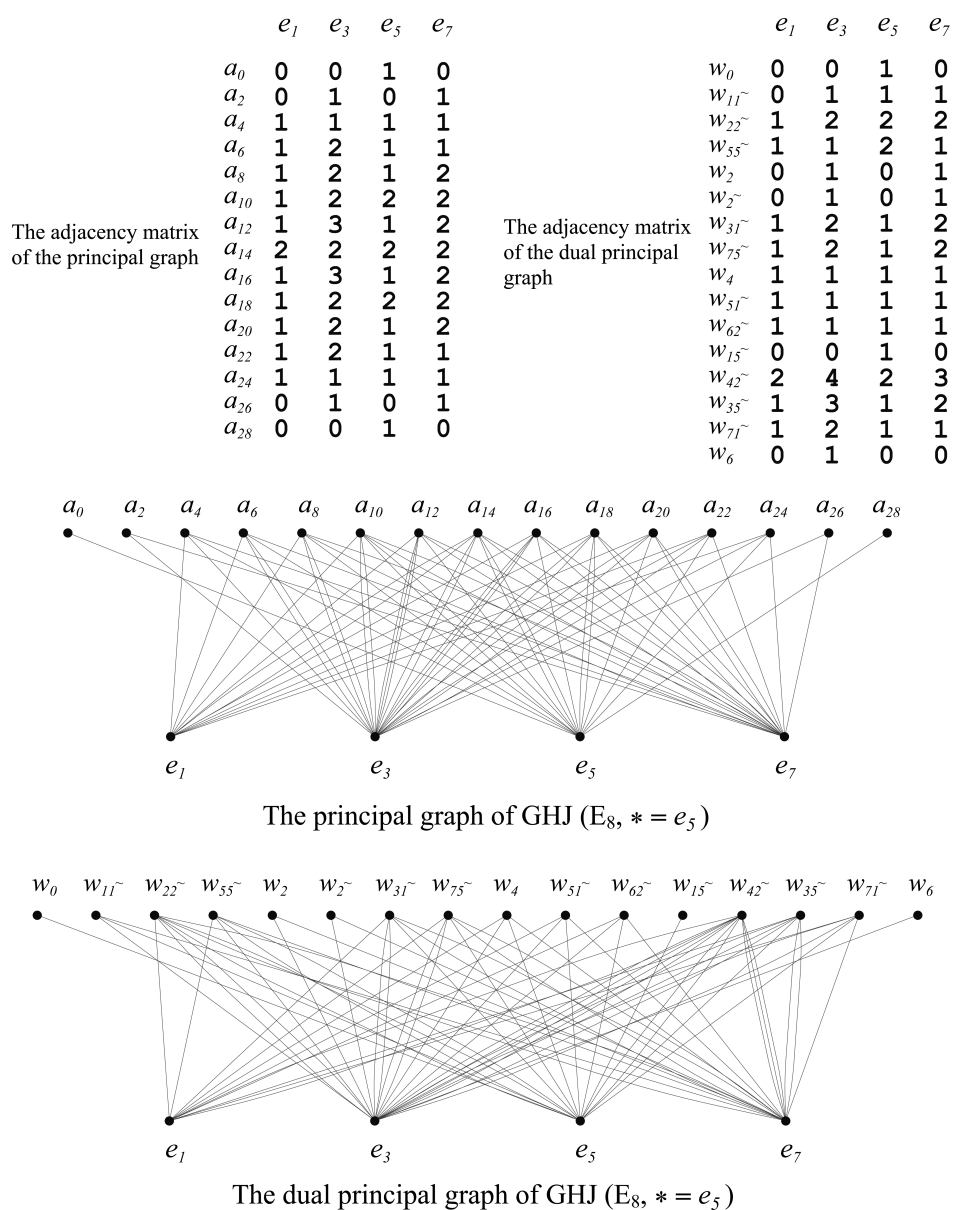 e1 e3 e5 e7
a0 0 0 1 0
a2 0 1 0 1
a4 1 1 1 1
a6 1 2 1 1
a8 1 2 1 2
a10 1 2 2 2
a12 1 3 1 2
a14 2 2 2 2
a16 1 3 1 2
a18 1 2 2 2
a20 1 2 1 2
a22 1 2 1 1
a24 1 1 1 1
a26 0 1 0 1
a28 0 0 1 0
The adjacency matrix
of the principal graph
e1 e3 e5 e7
w0 0 0 1 0
w11~ 0 1 1 1
w22~ 1 2 2 2
w55~ 1 1 2 1
w2 0 1 0 1
w2~ 0 1 0 1
w31~ 1 2 1 2
w75~ 1 2 1 2
w4 1 1 1 1
w51~ 1 1 1 1
w62~ 1 1 1 1
w15~ 0 0 1 0
w42~ 2 4 2 3
w35~ 1 3 1 2
w71~ 1 2 1 1
w6 0 1 0 0
The adjacency matrix
of the dual principal
graph
a0 a2 a4 a6 a8 a10 a12 a14 a16 a18 a20 a22 a24 a26 a28
e1 e3 e5 e7
The principal graph of GHJ (E8, * = e5 )
w0 w11~ w22~ w55~ w2 w2~ w31~ w75~ w4 w51~ w62~ w15~ w42~ w35~ w71~ w6
e1 e3 e5 e7
The dual principal graph of GHJ (E8, * = e5 )